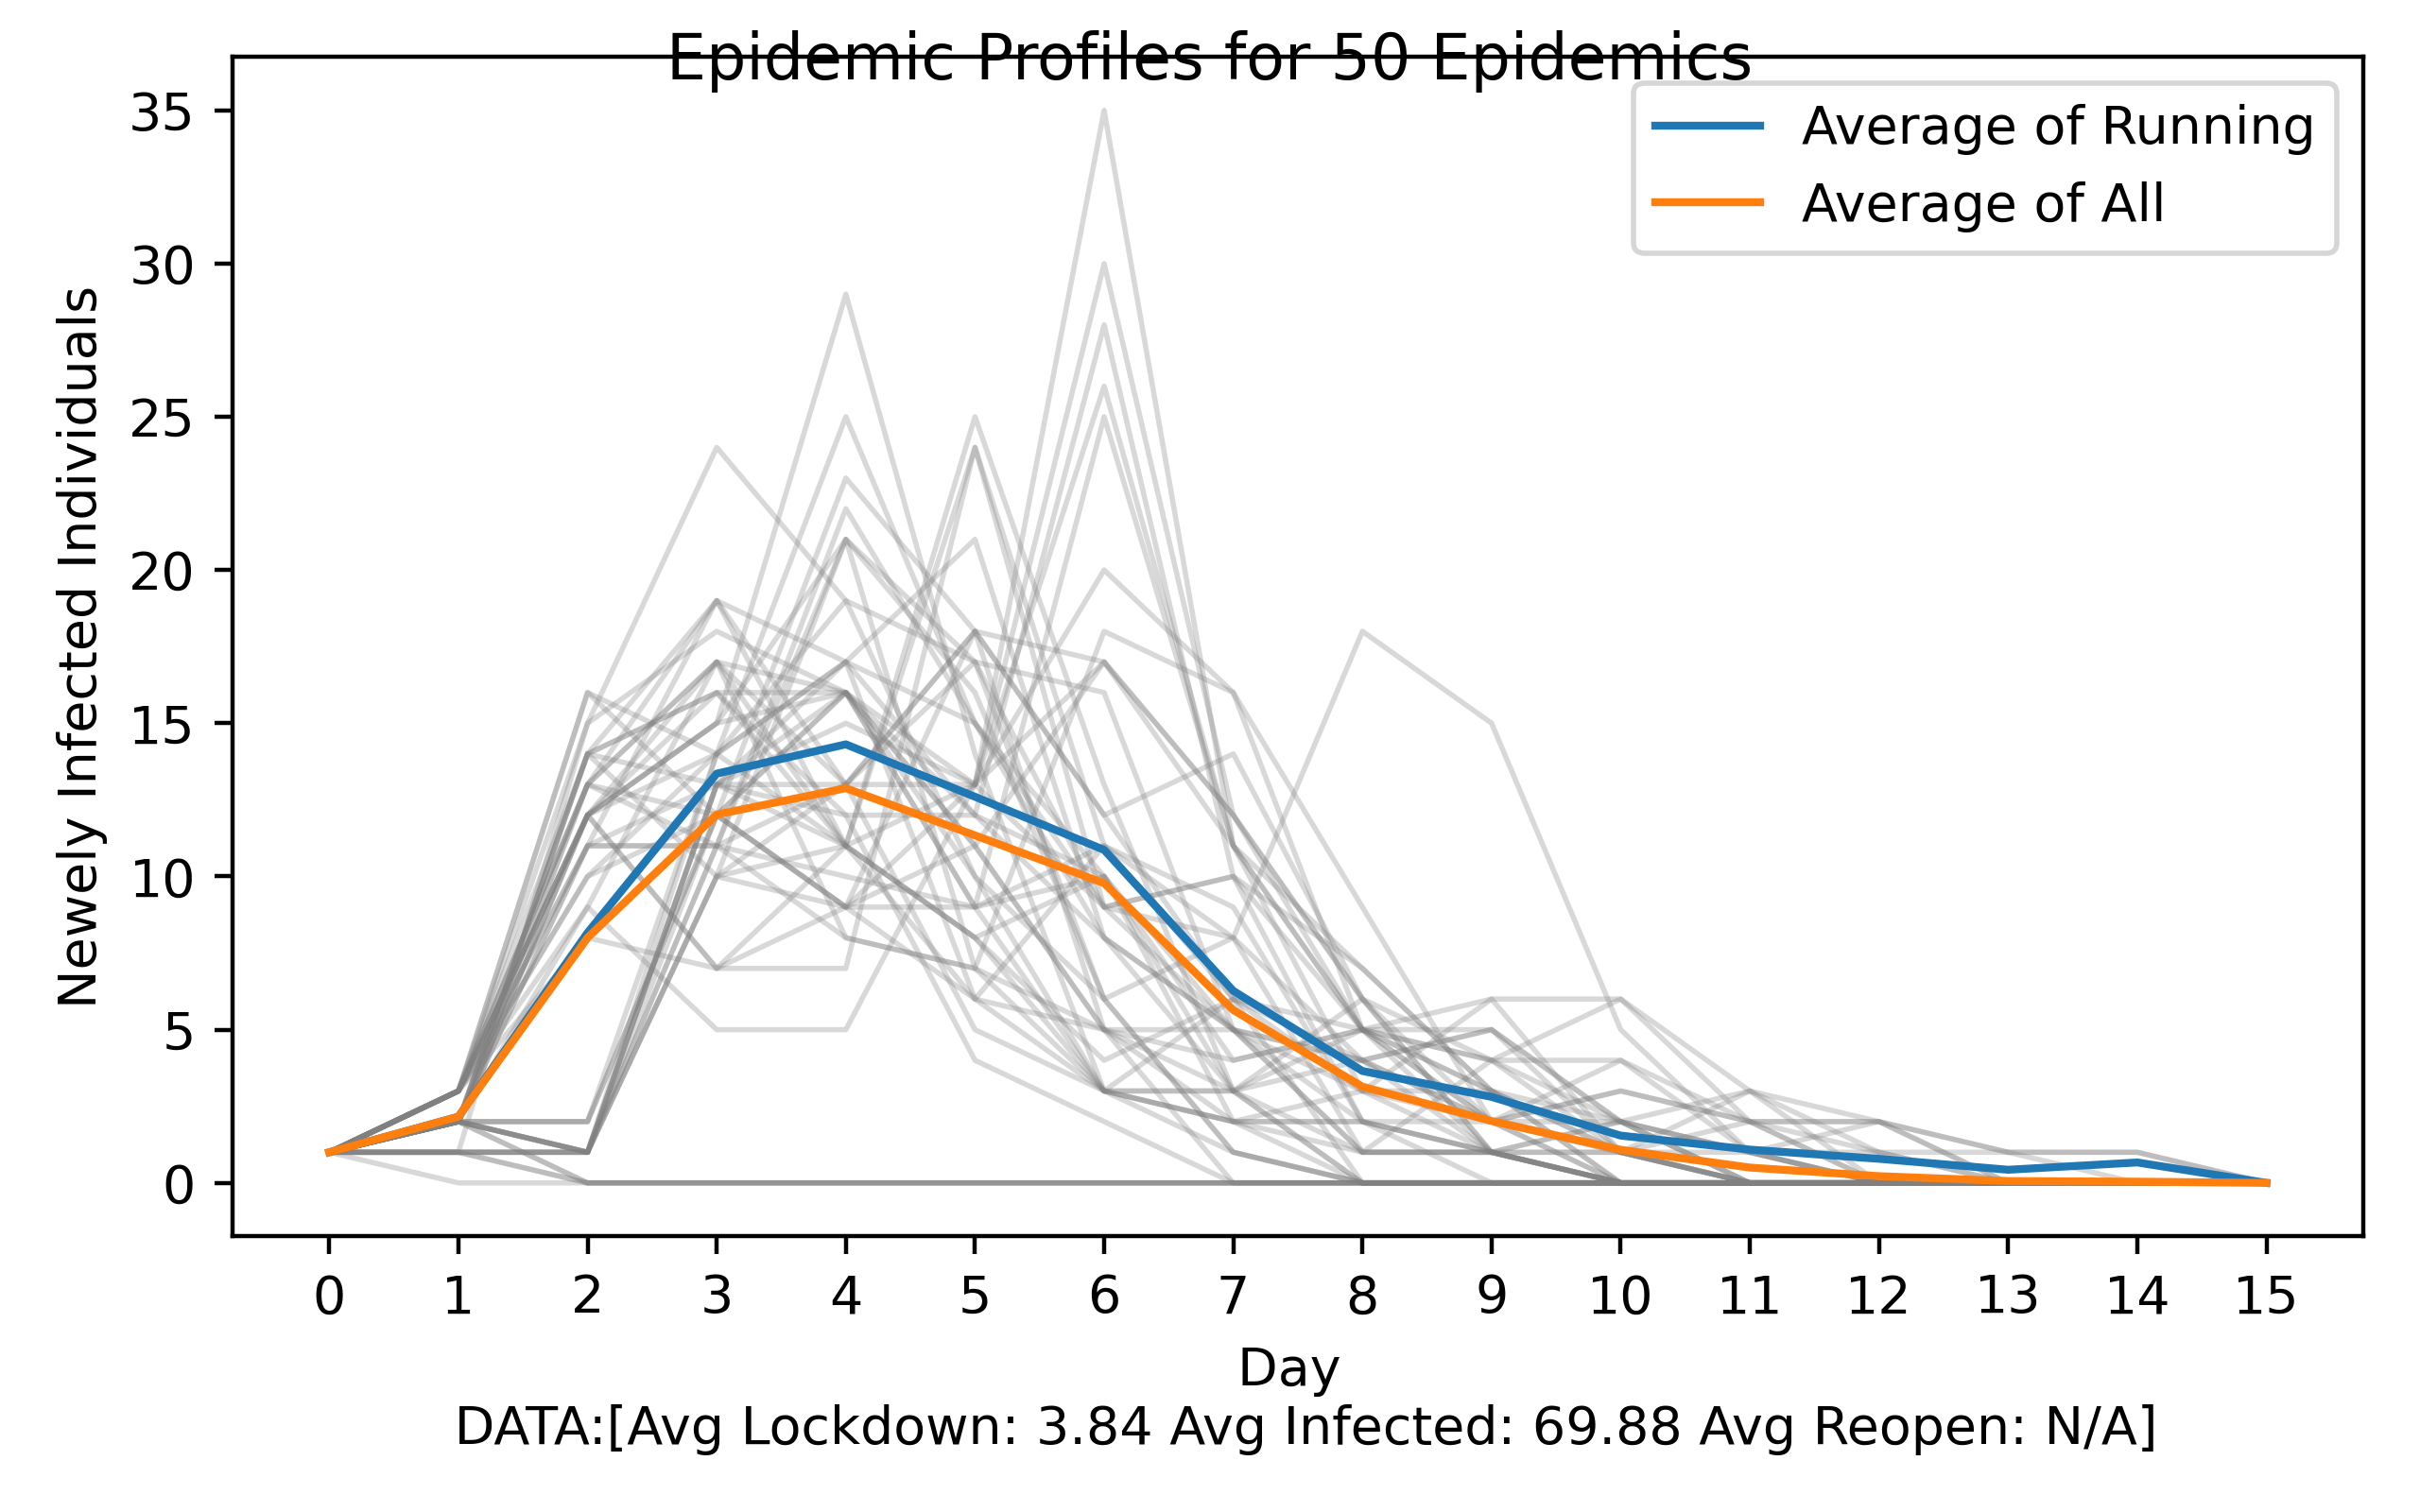 Epidemic Profiles for 50 Epidemics
Average of Running
Average of All
Newely Infected Individuals
35
30
25
20
15
10
5
0
0 1 2 3 4 5 6 7 8 9 10 11 12 13 14 15
Day
DATA:[Avg Lockdown: 3.84 Avg Infected: 69.88 Avg Reopen: N/A]